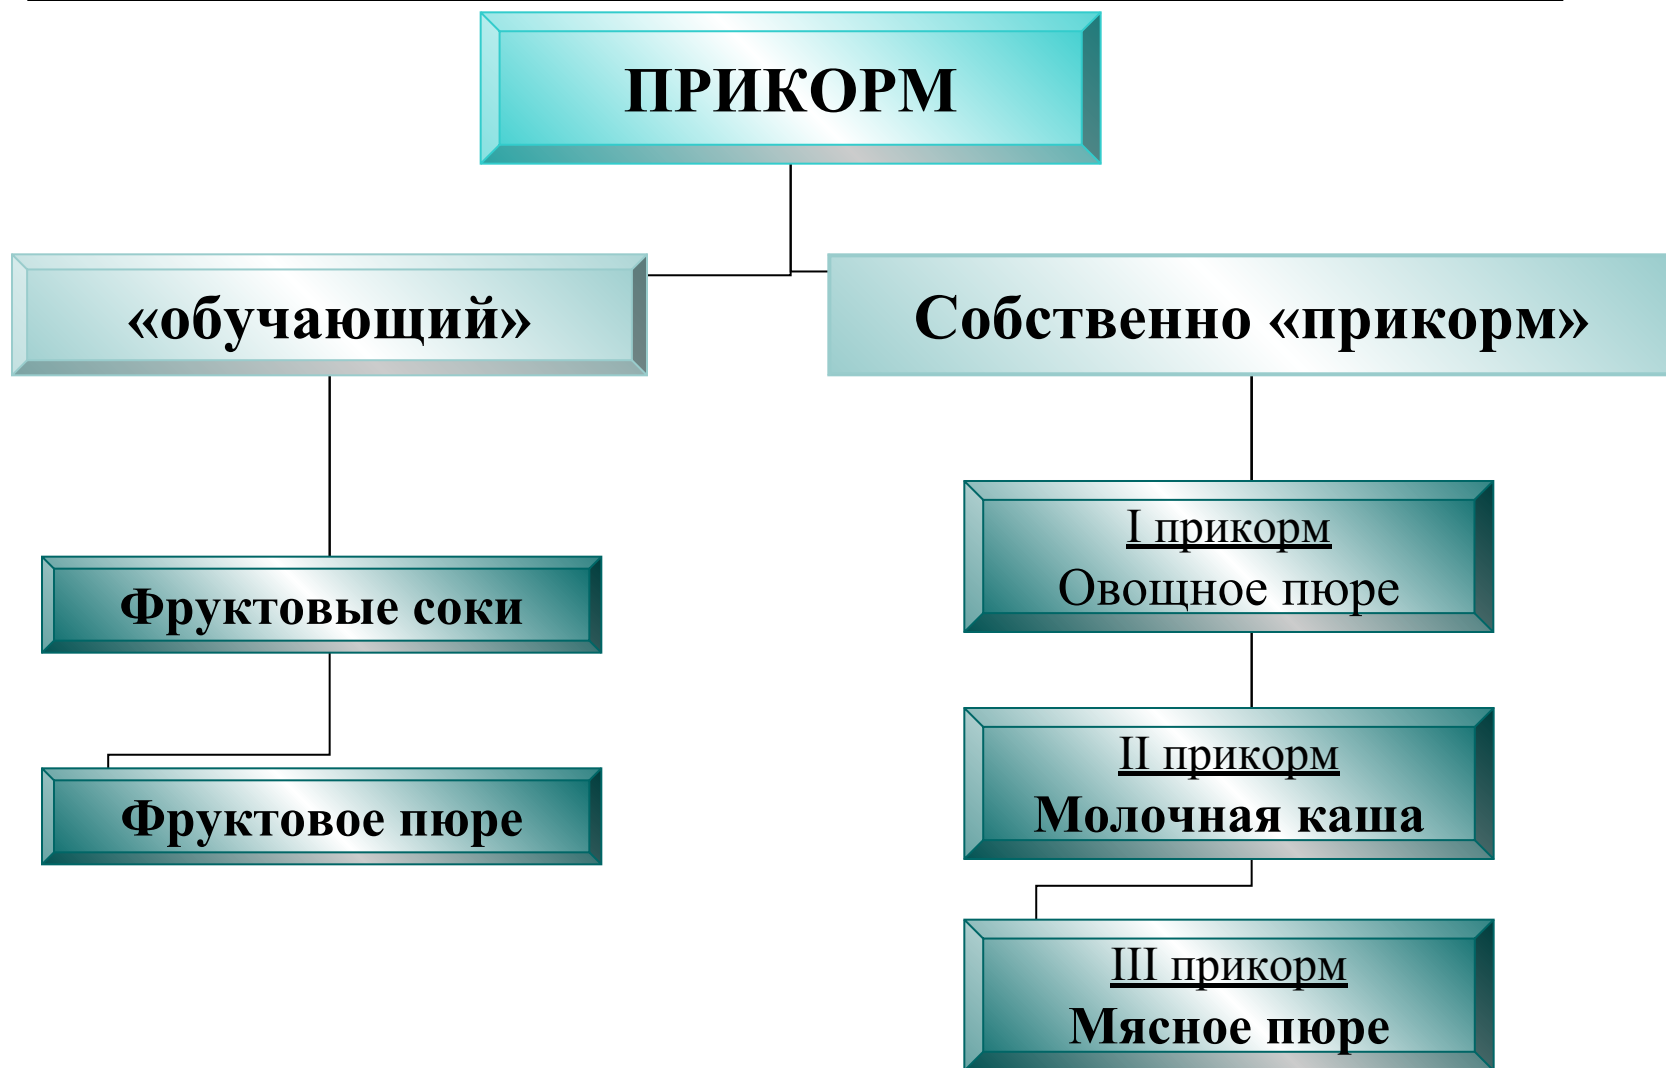 ПРИКОРМ
«обучающий»
Собственно «прикорм»
Фруктовые соки
Фруктовое пюре
I прикорм
Овощное пюре
II прикорм
Молочная каша
III прикорм
Мясное пюре